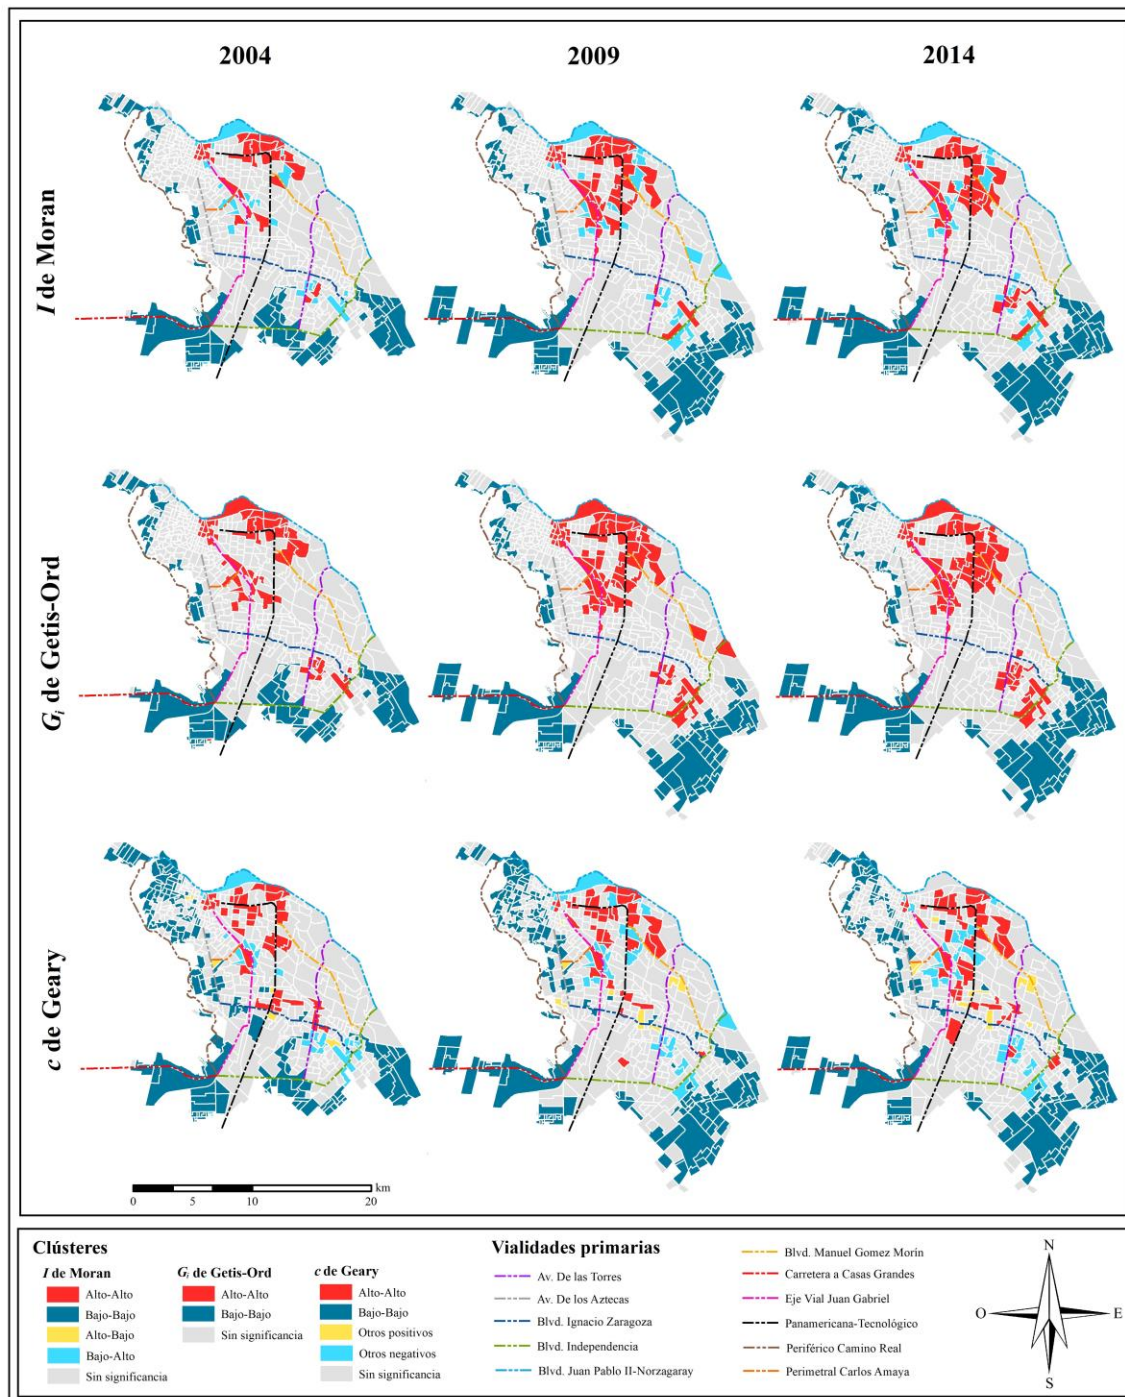 2004
2009
2014
I de Moran
Gi de Getis-Ord
c de Geary
km
0 5 10 20
Clústeres
I de Moran
Alto-Alto
Bajo-Bajo
Alto-Bajo
Bajo-Alto
Sin significancia
Gi de Getis-Ord
Alto-Alto
Bajo-Bajo
Sin significancia
c de Geary
Alto-Alto
Bajo-Bajo
Otros positivos
Otros negativos
Sin significancia
Vialidades primarias
Av. De las Torres
Av. De los Aztecas
Blvd. Ignacio Zaragoza
Blvd. Independencia
Blvd. Juan Pablo II-Norzagaray
Blvd. Manuel Gomez Morín
Carretera a Casas Grandes
Eje Vial Juan Gabriel
Panamericana-Tecnológico
Periférico Camino Real
Perimetral Carlos Amaya
N
O E
S